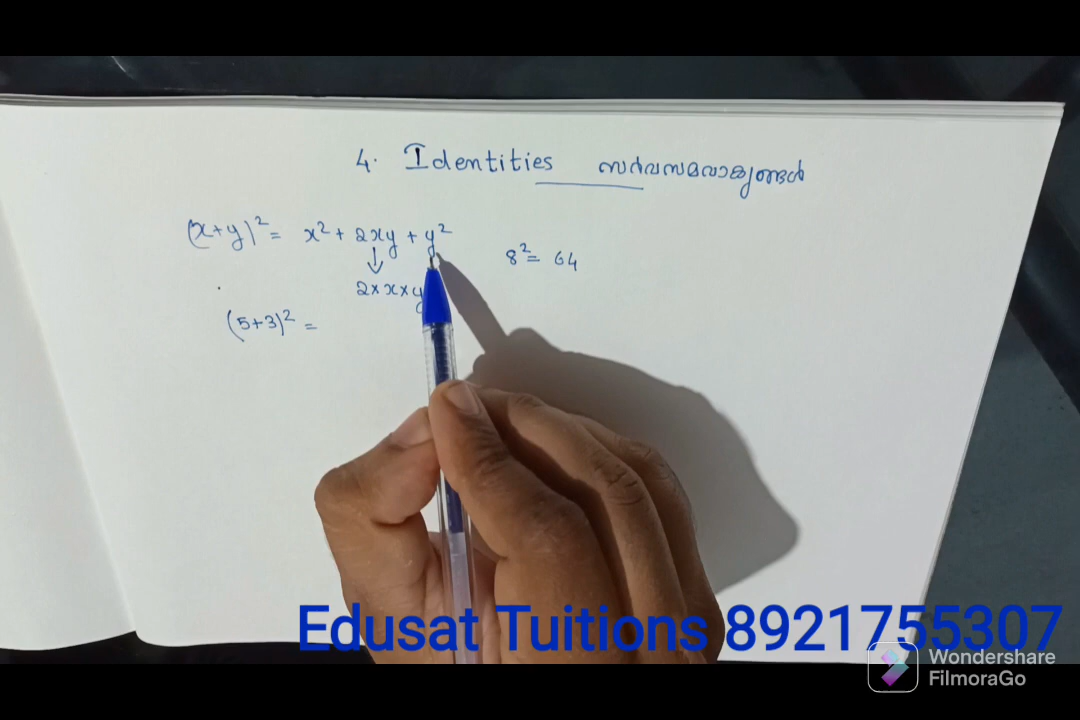 4. Identities സർവസമവാക്യങ്ങൾ
(x+y)² = x² + 2xy + y²
8² = 64
2×x×y
(5+3)² =
Edusat Tuitions 8921755307
Wondershare
FilmoraGo